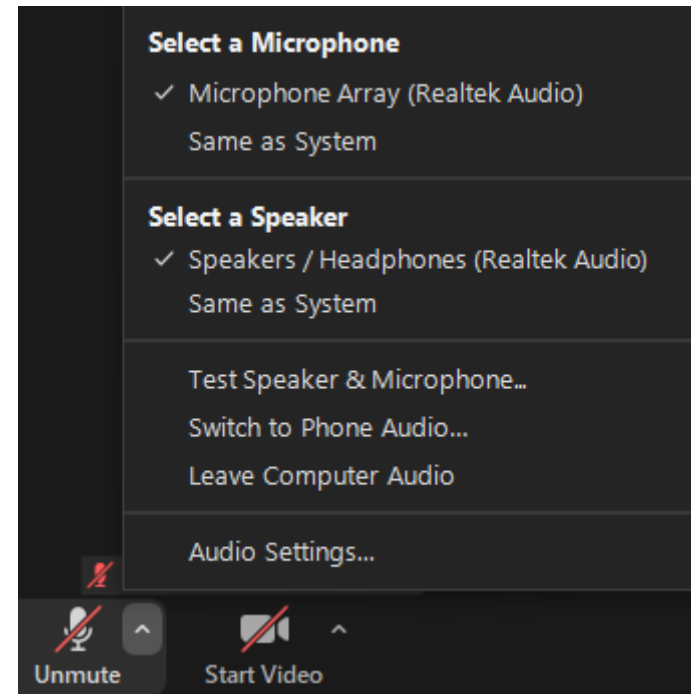 Select a Microphone
Microphone Array (Realtek Audio)
Same as System
Select a Speaker
Speakers / Headphones (Realtek Audio)
Same as System
Test Speaker & Microphone...
Switch to Phone Audio...
Leave Computer Audio
Audio Settings...
Unmute
Start Video